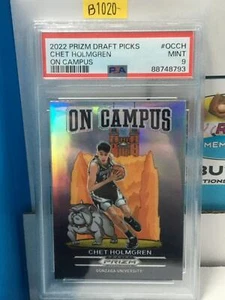 B1020-
2022 PRIZM DRAFT PICKS #OCCH
CHET HOLMGREN MINT
ON CAMPUS 9
PSA 88748793
ON CAMPUS
CHET HOLMGREN
PRIZM
GONZAGA UNIVERSITY